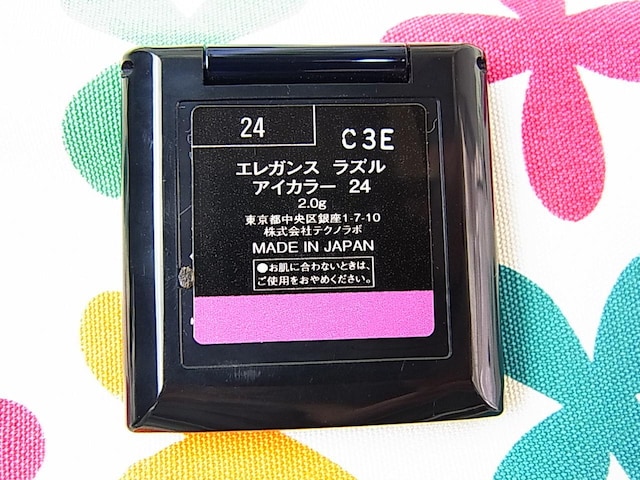 24
C3E
エレガンス ラズル
アイカラー 24
2.0g
東京都中央区銀座1-7-10
株式会社テクノラボ
MADE IN JAPAN
●お肌に合わないときは、
ご使用をおやめください。